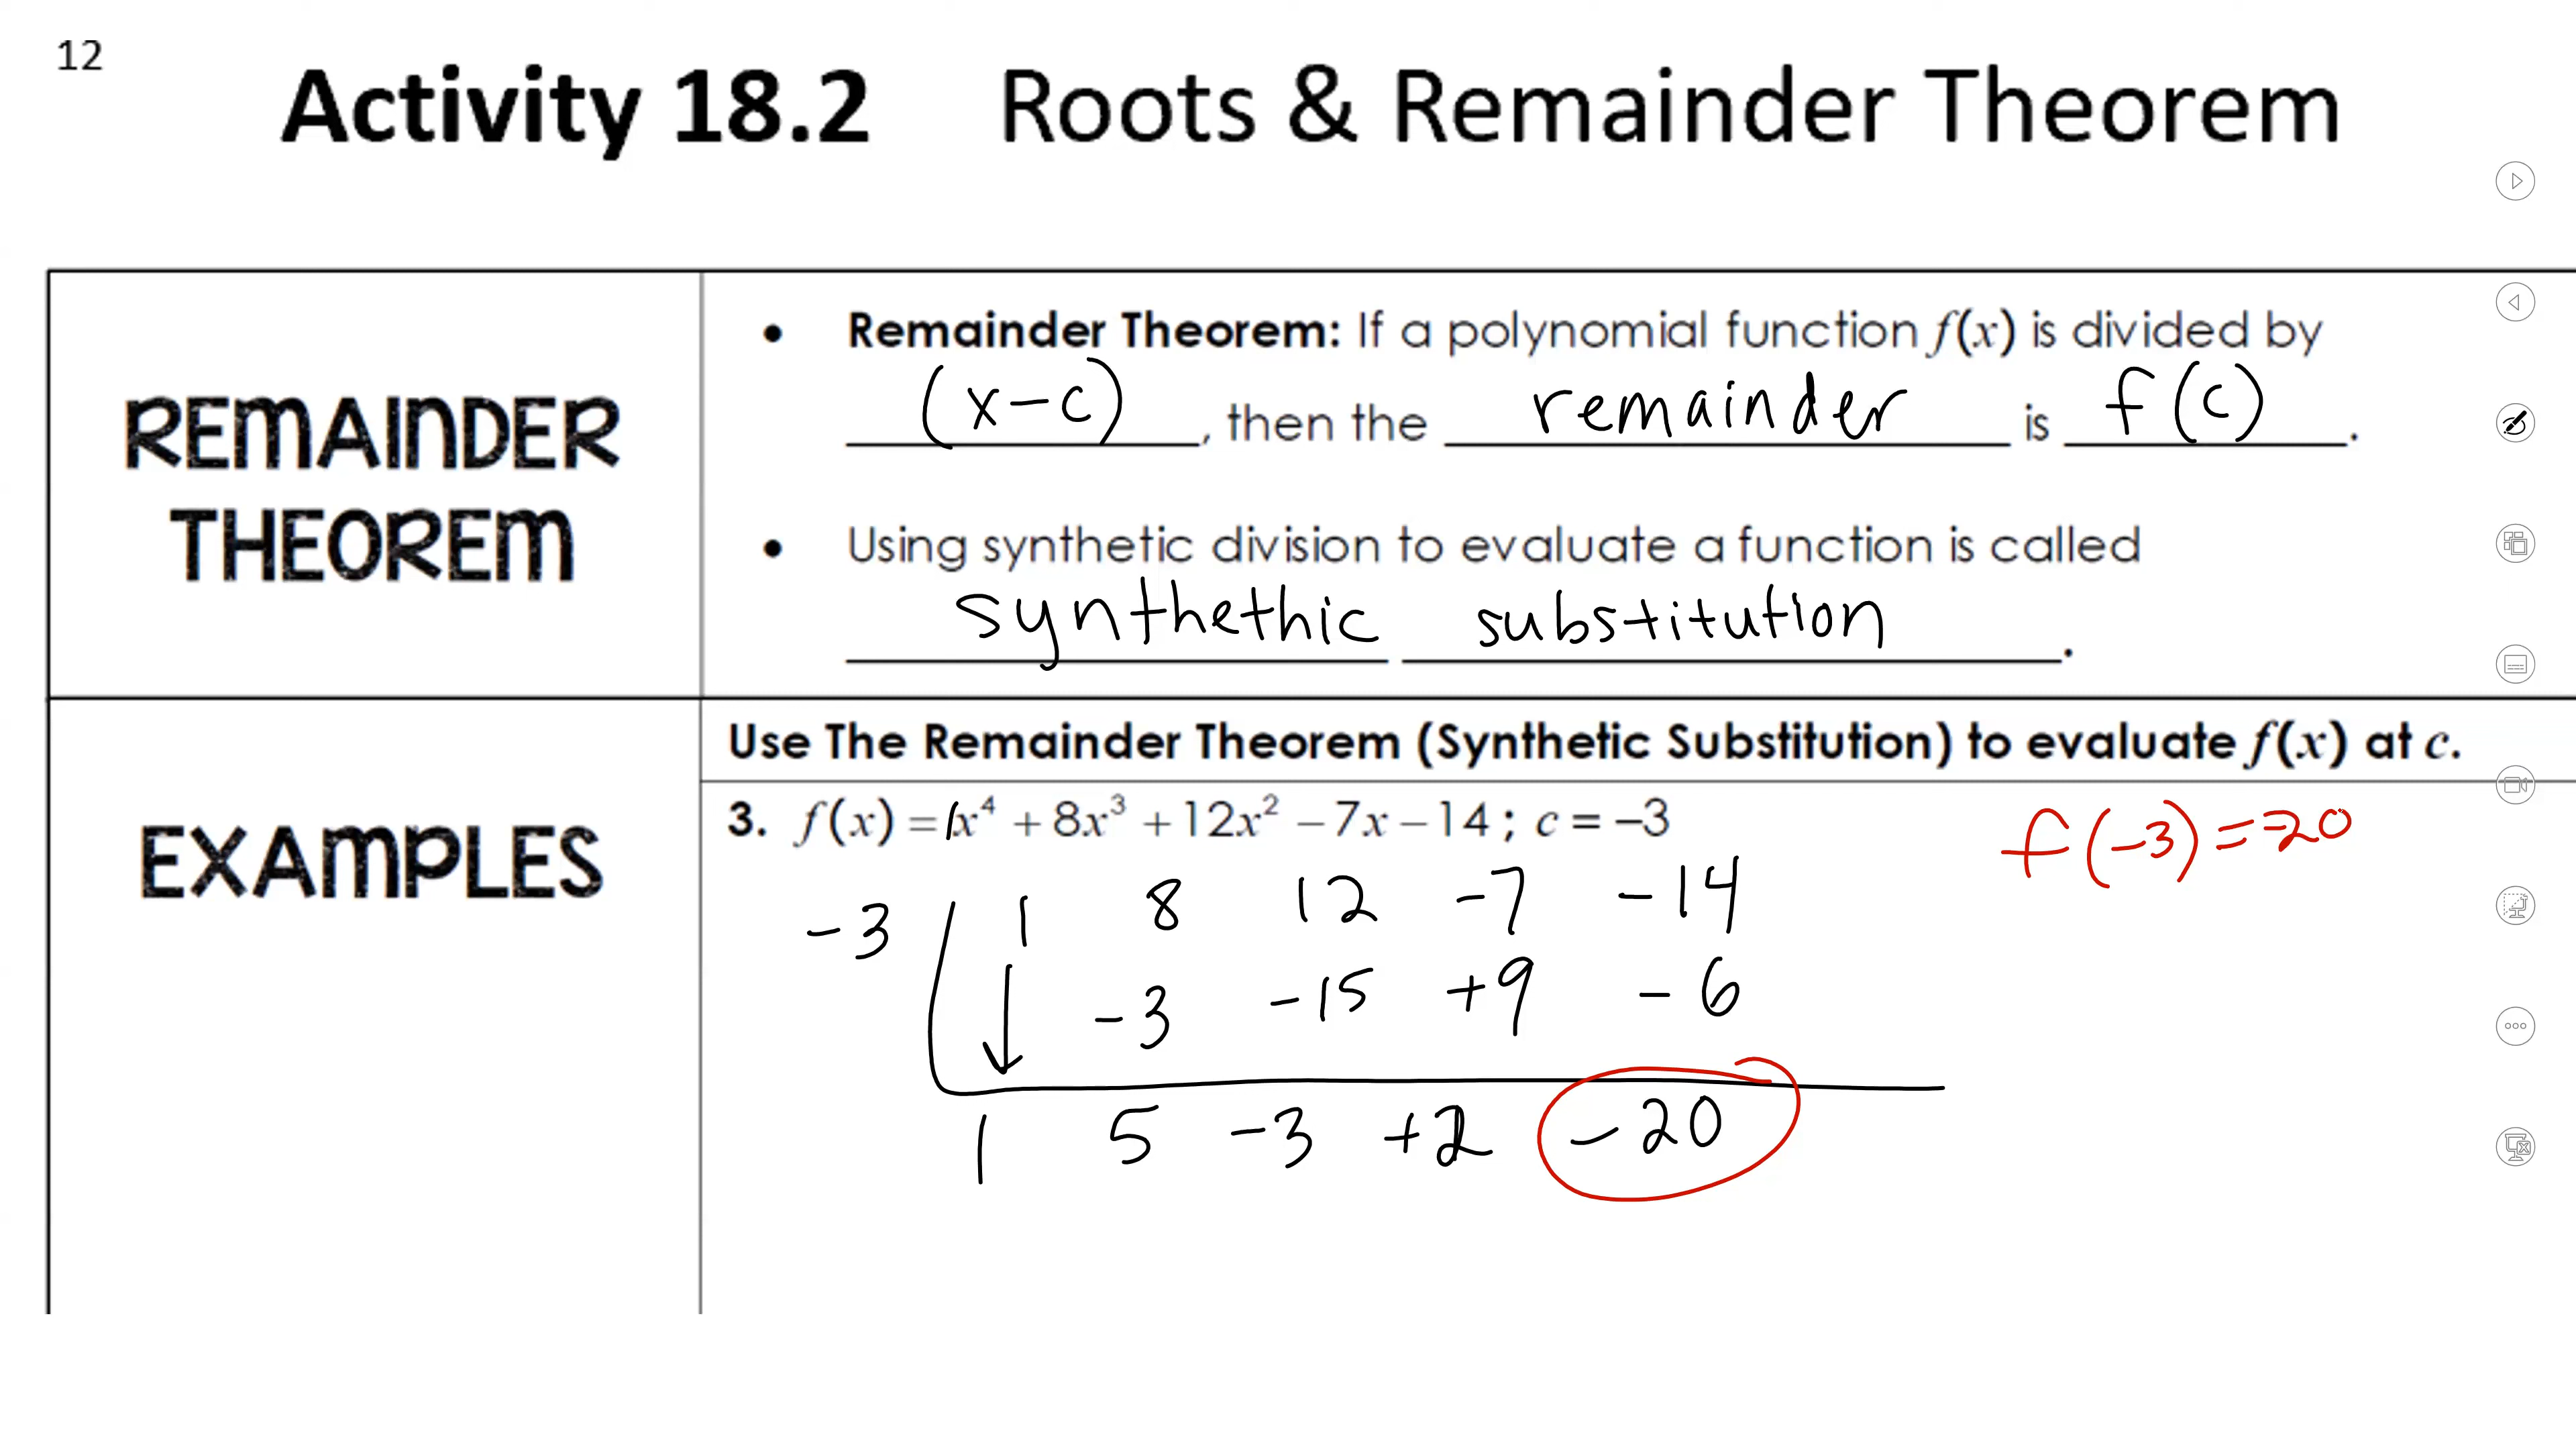 12
Activity 18.2 Roots & Remainder Theorem
REMAINDER
THEOREM
• Remainder Theorem: If a polynomial function f(x) is divided by
(x-c), then the remainder is f(c).
• Using synthetic division to evaluate a function is called
synthethic substitution.
EXAMPLES
Use The Remainder Theorem (Synthetic Substitution) to evaluate f(x) at c.
3. f(x) = 1x⁴ + 8x³ + 12x² − 7x − 14 ; c = −3
f(-3) = -20
-3 1 8 12 -7 -14
-3 -15 +9 -6
1 5 -3 +2 -20